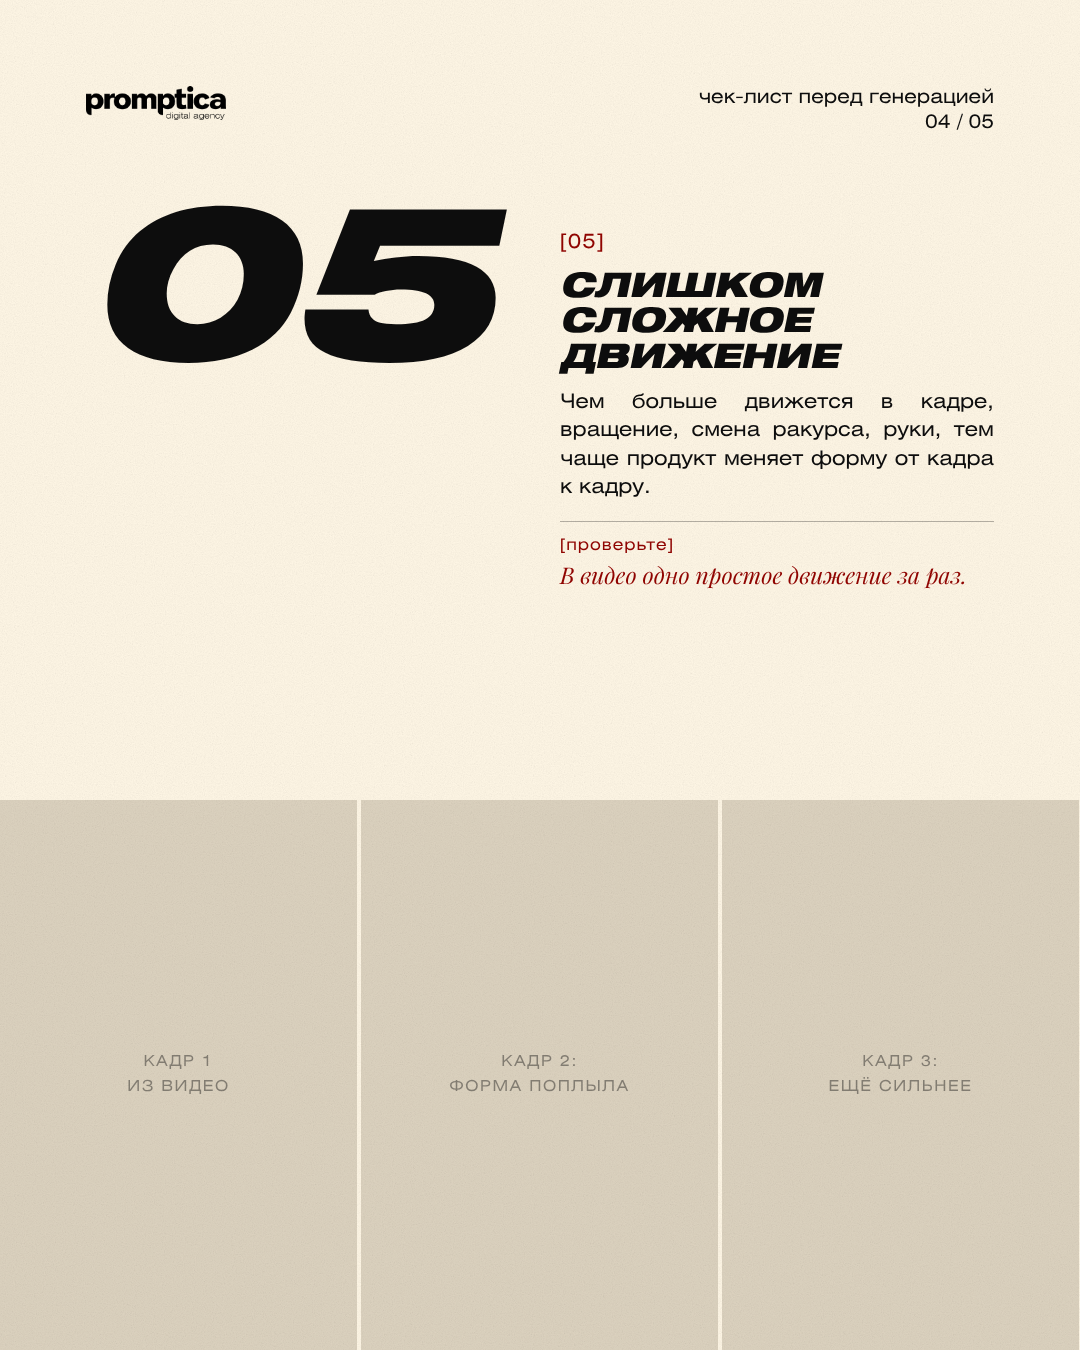 promptica
digital agency
чек-лист перед генерацией
04 / 05
05
[05]
СЛИШКОМ
СЛОЖНОЕ
ДВИЖЕНИЕ
Чем больше движется в кадре,
вращение, смена ракурса, руки, тем
чаще продукт меняет форму от кадра
к кадру.
[проверьте]
В видео одно простое движение за раз.
КАДР 1
ИЗ ВИДЕО
КАДР 2:
ФОРМА ПОПЛЫЛА
КАДР 3:
ЕЩЁ СИЛЬНЕЕ